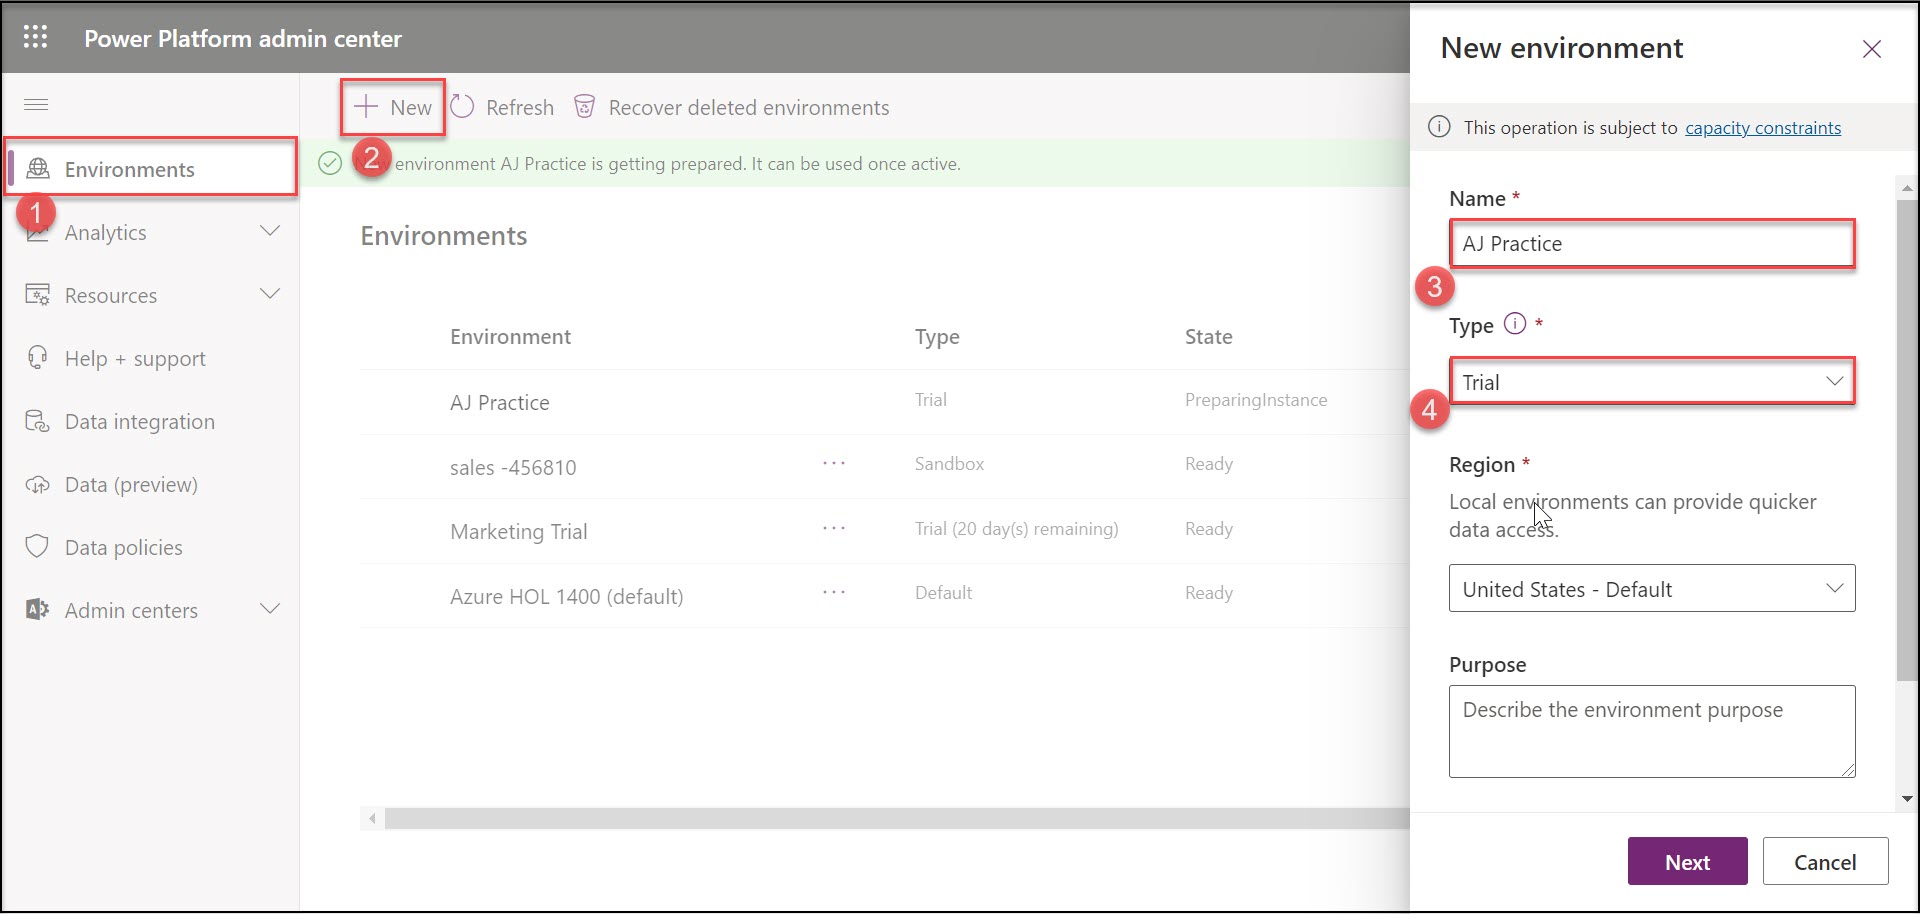 Power Platform admin center
New environment
New
Refresh
Recover deleted environments
This operation is subject to capacity constraints
Environments
1
2
environment AJ Practice is getting prepared. It can be used once active.
Analytics
Resources
Help + support
Data integration
Data (preview)
Data policies
Admin centers
Environments
Environment Type State
AJ Practice Trial PreparingInstance
sales -456810 ··· Sandbox Ready
Marketing Trial ··· Trial (20 day(s) remaining) Ready
Azure HOL 1400 (default) ··· Default Ready
Name *
AJ Practice
3
Type *
Trial
4
Region *
Local environments can provide quicker
data access.
United States - Default
Purpose
Describe the environment purpose
Next
Cancel